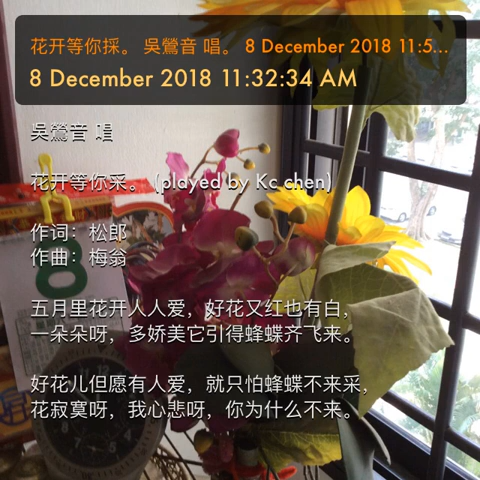 花开等你採。 吳鶯音 唱。 8 December 2018 11:5...
8 December 2018 11:32:34 AM
吳鶯音 唱
花开等你采。 (played by Kc chen)
作词：松郎
作曲：梅翁
五月里花开人人爱，好花又红也有白，
一朵朵呀，多娇美它引得蜂蝶齐飞来。
好花儿但愿有人爱，就只怕蜂蝶不来采，
花寂寞呀，我心悲呀，你为什么不来。
8